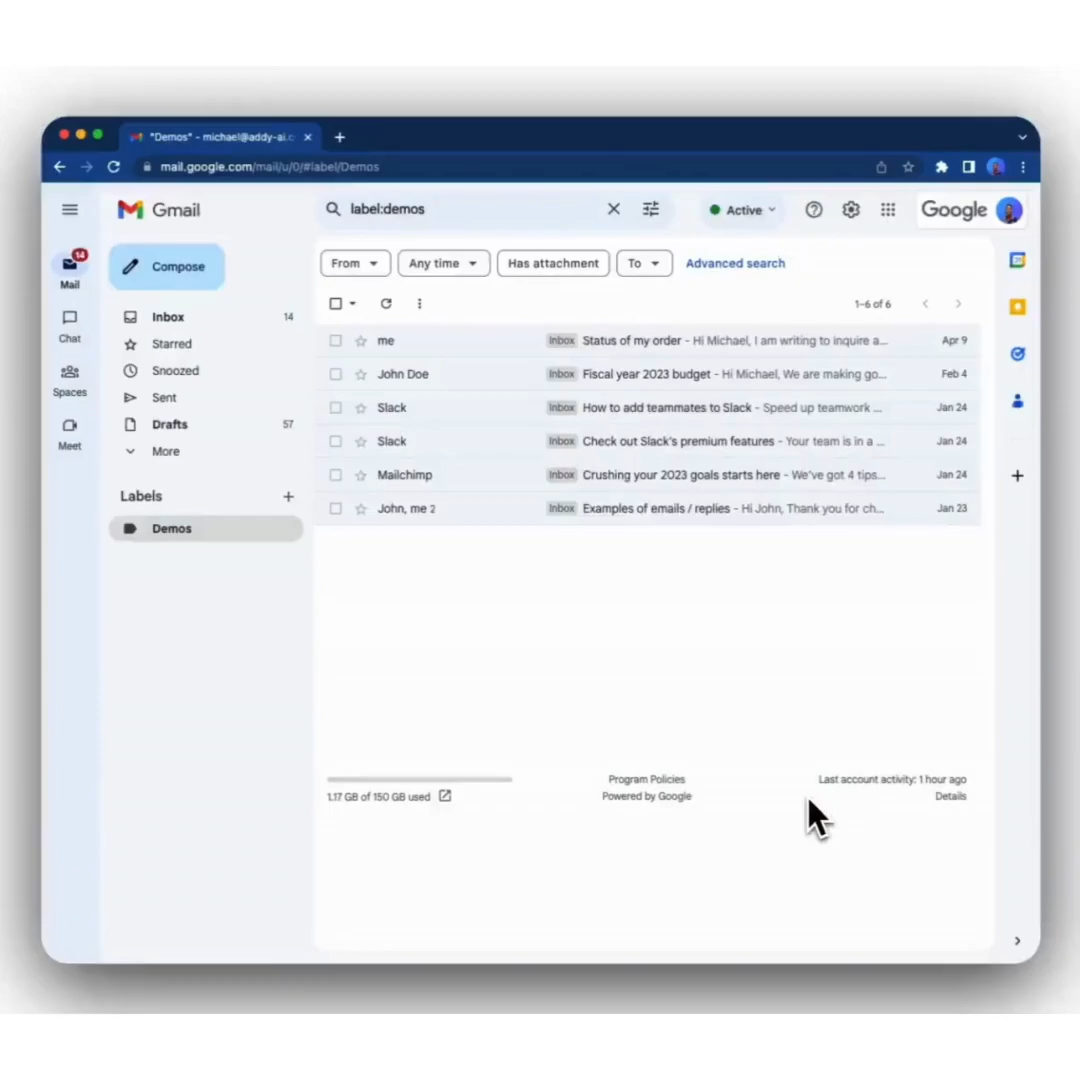 "Demos" - michael@addy-ai.c
mail.google.com/mail/u/0/#label/Demos
Gmail
label:demos
Active
Google
14
Mail
Chat
Spaces
Meet
Compose
Inbox 14
Starred
Snoozed
Sent
Drafts 57
More
Labels
Demos
From
Any time
Has attachment
To
Advanced search
1–6 of 6
me Inbox Status of my order - Hi Michael, I am writing to inquire a... Apr 9
John Doe Inbox Fiscal year 2023 budget - Hi Michael, We are making go... Feb 4
Slack Inbox How to add teammates to Slack - Speed up teamwork ... Jan 24
Slack Inbox Check out Slack's premium features - Your team is in a ... Jan 24
Mailchimp Inbox Crushing your 2023 goals starts here - We've got 4 tips... Jan 24
John, me 2 Inbox Examples of emails / replies - Hi John, Thank you for ch... Jan 23
1.17 GB of 150 GB used
Program Policies
Powered by Google
Last account activity: 1 hour ago
Details